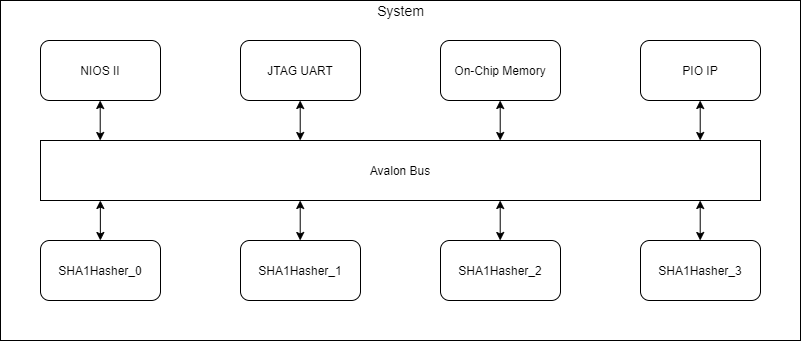 System
NIOS II
JTAG UART
On-Chip Memory
PIO IP
Avalon Bus
SHA1Hasher_0
SHA1Hasher_1
SHA1Hasher_2
SHA1Hasher_3